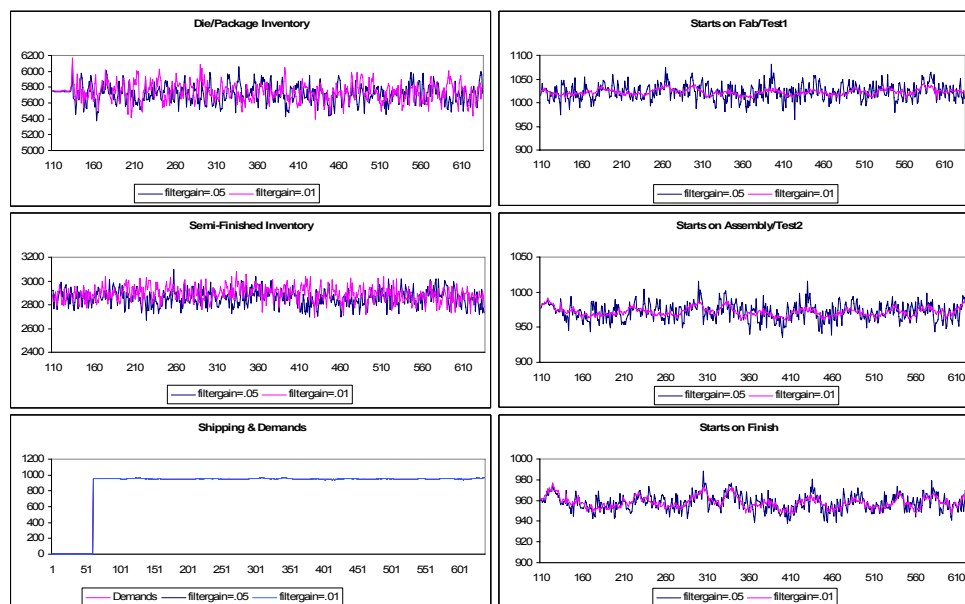 Die/Package Inventory
6200
6000
5800
5600
5400
5200
5000
110 160 210 260 310 360 410 460 510 560 610
filtergain=.05 filtergain=.01
Starts on Fab/Test1
1100
1050
1000
950
900
110 160 210 260 310 360 410 460 510 560 610
filtergain=.05 filtergain=.01
Semi-Finished Inventory
3200
3000
2800
2600
2400
110 160 210 260 310 360 410 460 510 560 610
filtergain=.05 filtergain=.01
Starts on Assembly/Test2
1050
1000
950
900
110 160 210 260 310 360 410 460 510 560 610
filtergain=.05 filtergain=.01
Shipping & Demands
1200
1000
800
600
400
200
0
1 51 101 151 201 251 301 351 401 451 501 551 601
Demands filtergain=.05 filtergain=.01
Starts on Finish
1000
980
960
940
920
900
110 160 210 260 310 360 410 460 510 560 610
filtergain=.05 filtergain=.01